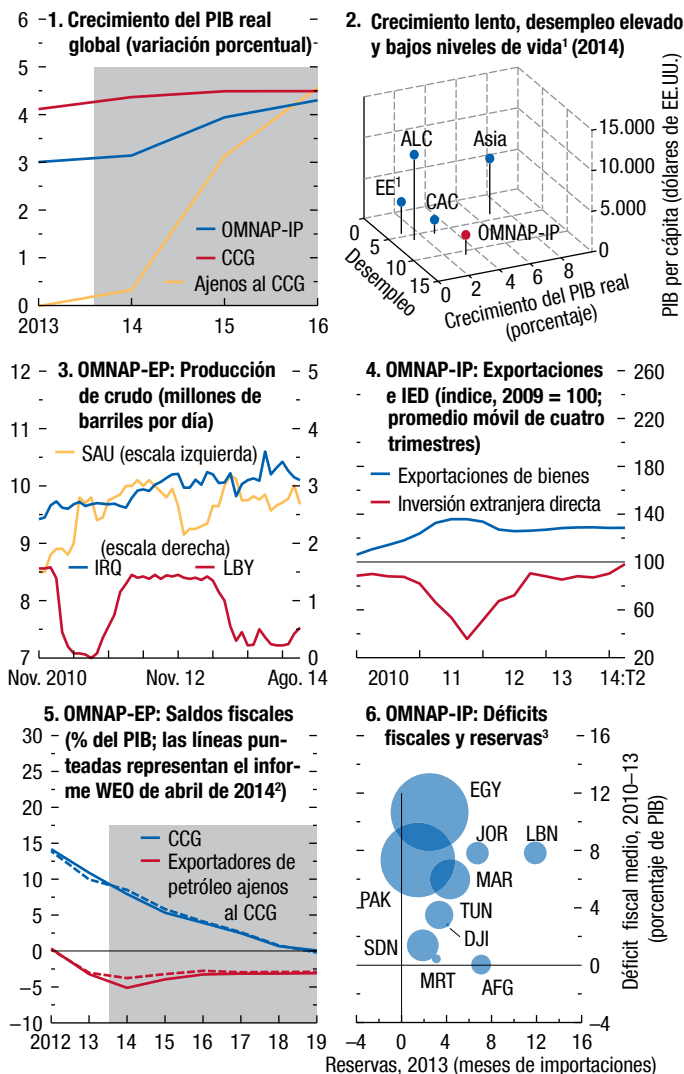 1. Crecimiento del PIB real
global (variación porcentual)
6
5
4
3
2
1
0
OMNAP-IP
CCG
Ajenos al CCG
2013 14 15 16
2. Crecimiento lento, desempleo elevado
y bajos niveles de vida¹ (2014)
ALC
Asia
EE¹
CAC
OMNAP-IP
15.000
10.000
5.000
0
PIB per cápita (dólares de EE.UU.)
0
5
10
15
Desempleo
0 2 4 6 8
Crecimiento del PIB real
(porcentaje)
3. OMNAP-EP: Producción
de crudo (millones de
barriles por día)
12
11
10
9
8
7
5
4
3
2
1
0
SAU (escala izquierda)
(escala derecha)
IRQ
LBY
Nov. 2010 Nov. 12 Ago. 14
4. OMNAP-IP: Exportaciones
e IED (índice, 2009 = 100;
promedio móvil de cuatro
trimestres)
Exportaciones de bienes
Inversión extranjera directa
260
220
180
140
100
60
20
2010 11 12 13 14:T2
5. OMNAP-EP: Saldos fiscales
(% del PIB; las líneas pun-
teadas representan el infor-
me WEO de abril de 2014²)
30
25
20
15
10
5
0
–5
–10
CCG
Exportadores de
petróleo ajenos
al CCG
2012 13 14 15 16 17 18 19
6. OMNAP-IP: Déficits
fiscales y reservas³
EGY
JOR
LBN
PAK
MAR
TUN
DJI
SDN
MRT
AFG
16
12
8
4
0
–4
Déficit fiscal medio, 2010–13
(porcentaje de PIB)
–4 0 4 8 12 16
Reservas, 2013 (meses de importaciones)